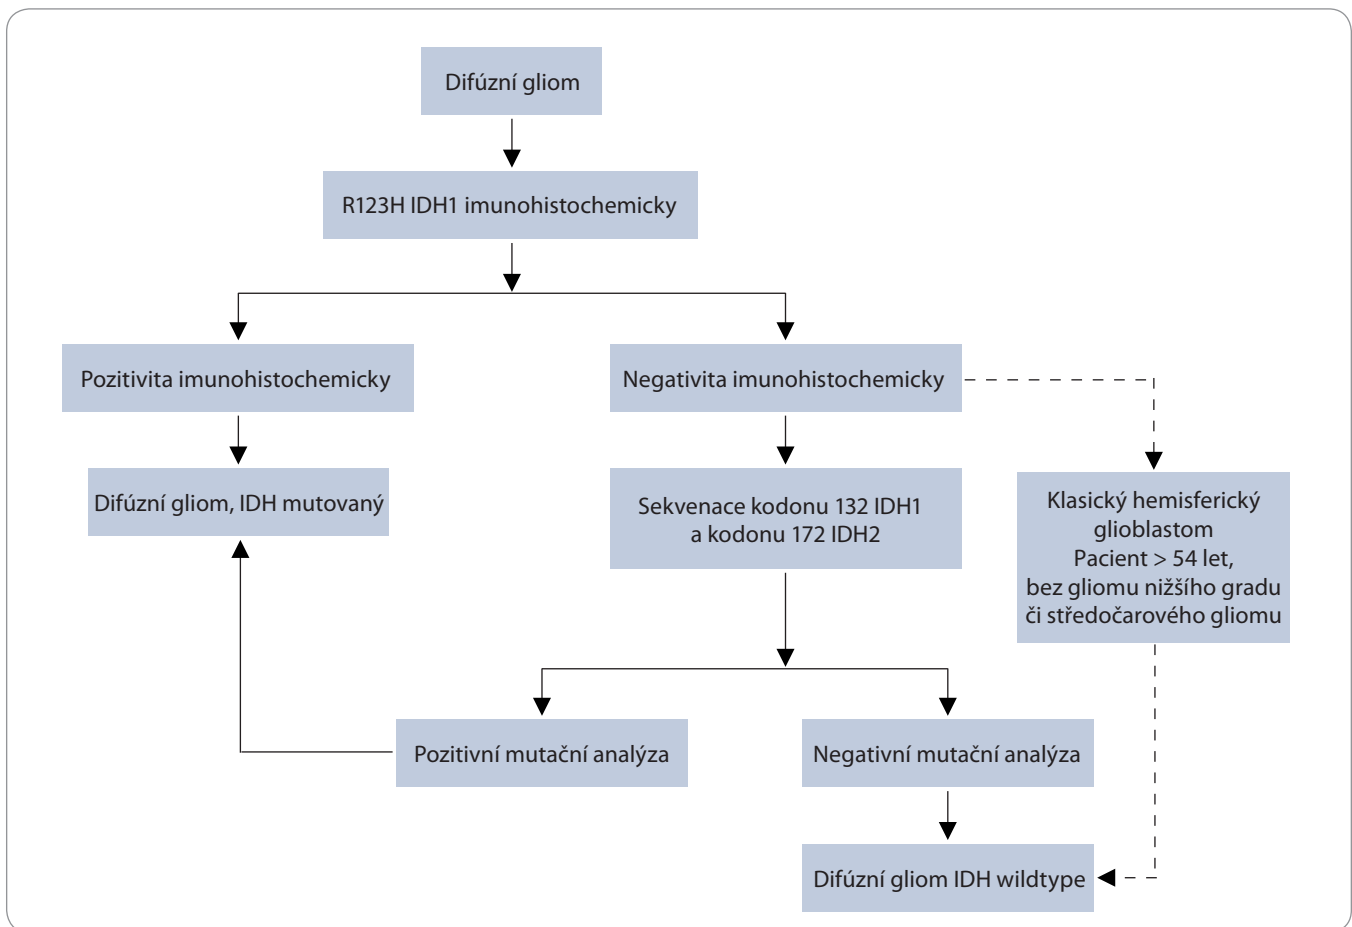 Difúzní gliom
R123H IDH1 imunohistochemicky
Pozitivita imunohistochemicky
Negativita imunohistochemicky
Difúzní gliom, IDH mutovaný
Sekvenace kodonu 132 IDH1
a kodonu 172 IDH2
Klasický hemisferický
glioblastom
Pacient > 54 let,
bez gliomu nižšího gradu
či středočarového gliomu
Pozitivní mutační analýza
Negativní mutační analýza
Difúzní gliom IDH wildtype